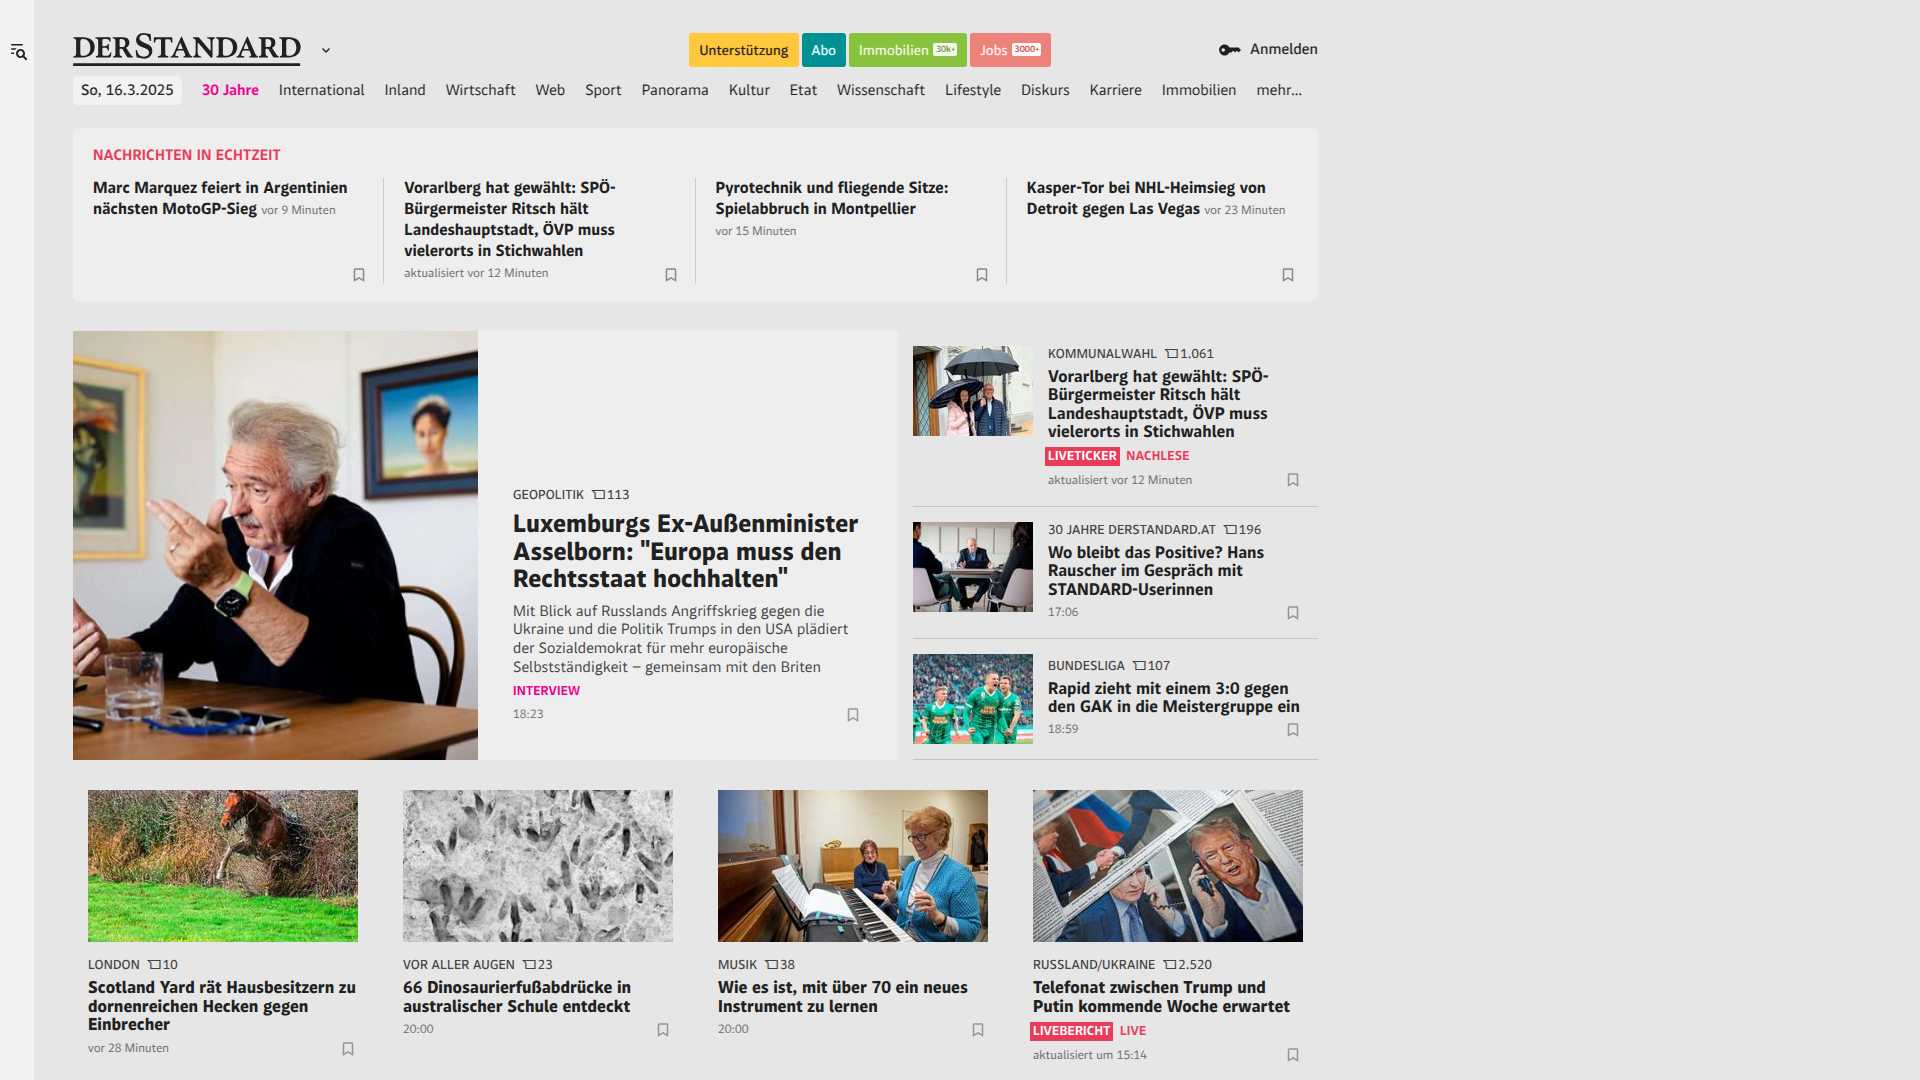 DERSTANDARD
Unterstützung
Abo
Immobilien 30k+
Jobs 3000+
Anmelden
So, 16.3.2025
30 Jahre
International
Inland
Wirtschaft
Web
Sport
Panorama
Kultur
Etat
Wissenschaft
Lifestyle
Diskurs
Karriere
Immobilien
mehr...
NACHRICHTEN IN ECHTZEIT
Marc Marquez feiert in Argentinien
nächsten MotoGP-Sieg vor 9 Minuten
Vorarlberg hat gewählt: SPÖ-
Bürgermeister Ritsch hält
Landeshauptstadt, ÖVP muss
vielerorts in Stichwahlen
aktualisiert vor 12 Minuten
Pyrotechnik und fliegende Sitze:
Spielabbruch in Montpellier
vor 15 Minuten
Kasper-Tor bei NHL-Heimsieg von
Detroit gegen Las Vegas vor 23 Minuten
GEOPOLITIK 113
Luxemburgs Ex-Außenminister
Asselborn: "Europa muss den
Rechtsstaat hochhalten"
Mit Blick auf Russlands Angriffskrieg gegen die
Ukraine und die Politik Trumps in den USA plädiert
der Sozialdemokrat für mehr europäische
Selbstständigkeit – gemeinsam mit den Briten
INTERVIEW
18:23
KOMMUNALWAHL 1.061
Vorarlberg hat gewählt: SPÖ-
Bürgermeister Ritsch hält
Landeshauptstadt, ÖVP muss
vielerorts in Stichwahlen
LIVETICKER NACHLESE
aktualisiert vor 12 Minuten
30 JAHRE DERSTANDARD.AT 196
Wo bleibt das Positive? Hans
Rauscher im Gespräch mit
STANDARD-Userinnen
17:06
BUNDESLIGA 107
Rapid zieht mit einem 3:0 gegen
den GAK in die Meistergruppe ein
18:59
LONDON 10
Scotland Yard rät Hausbesitzern zu
dornenreichen Hecken gegen
Einbrecher
vor 28 Minuten
VOR ALLER AUGEN 23
66 Dinosaurierfußabdrücke in
australischer Schule entdeckt
20:00
MUSIK 38
Wie es ist, mit über 70 ein neues
Instrument zu lernen
20:00
RUSSLAND/UKRAINE 2.520
Telefonat zwischen Trump und
Putin kommende Woche erwartet
LIVEBERICHT LIVE
aktualisiert um 15:14